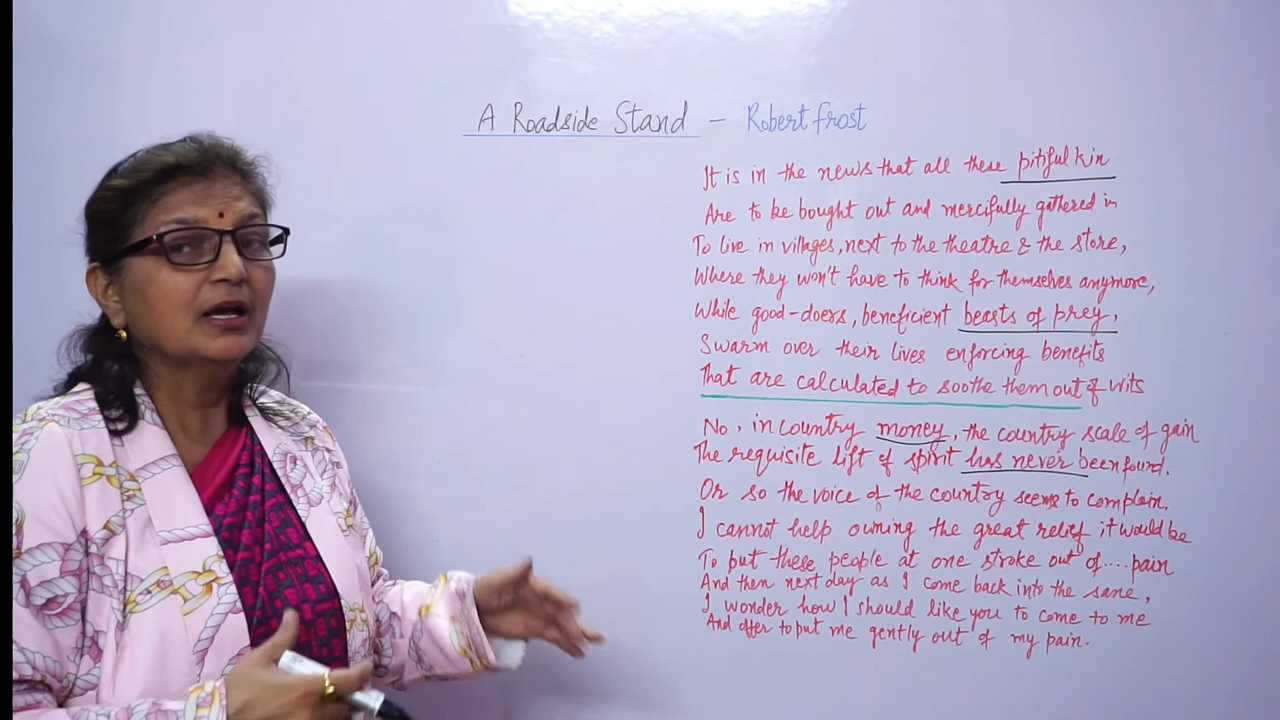 A Roadside Stand – Robert frost
It is in the news that all these pitiful kin
Are to be bought out and mercifully gathered in
To live in villages, next to the theatre & the store,
Where they won't have to think for themselves anymore,
While good-doers, beneficient beasts of prey,
Swarm over their lives enforcing benefits
That are calculated to soothe them out of wits
No, in country money, the country scale of gain
The requisite lift of spirit has never been found.
Or so the voice of the country seems to complain,
I cannot help owning the great relief it would be
To put these people at one stroke out of....pain
And then next day as I come back into the sane,
I wonder how I should like you to come to me
And offer to put me gently out of my pain.